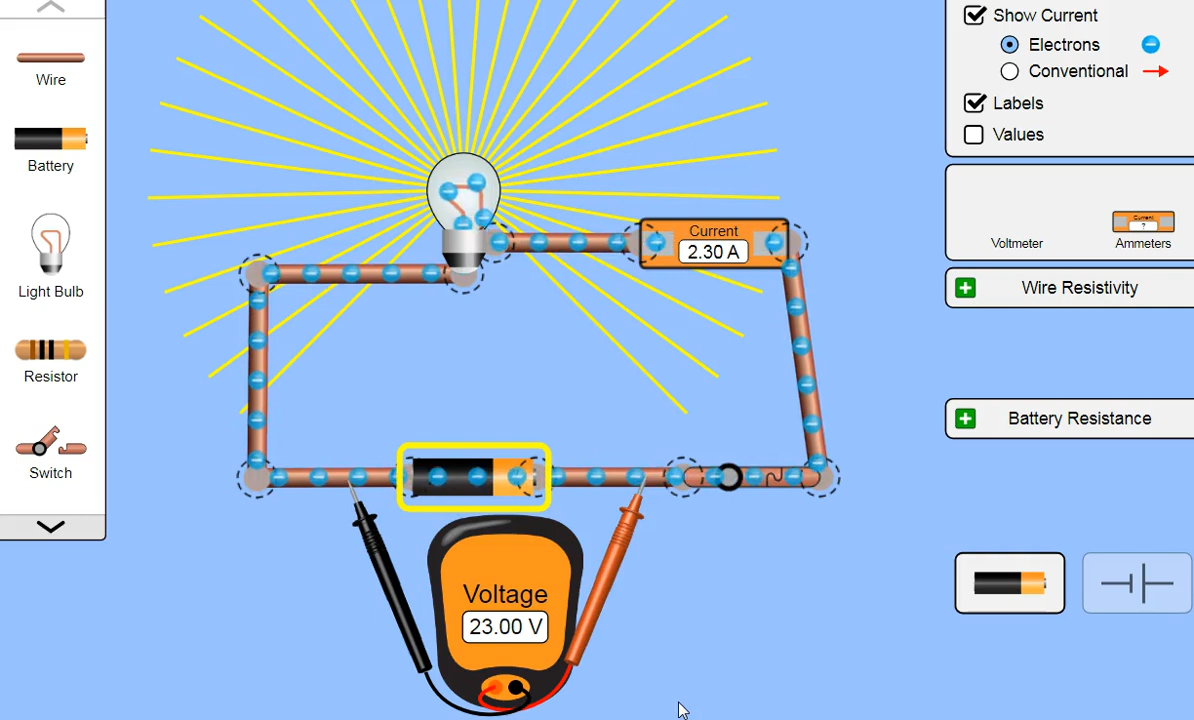 Wire
Battery
Light Bulb
Resistor
Switch
Current
2.30 A
Voltage
23.00 V
Show Current
Electrons
Conventional
Labels
Values
Current
?
Voltmeter
Ammeters
Wire Resistivity
Battery Resistance